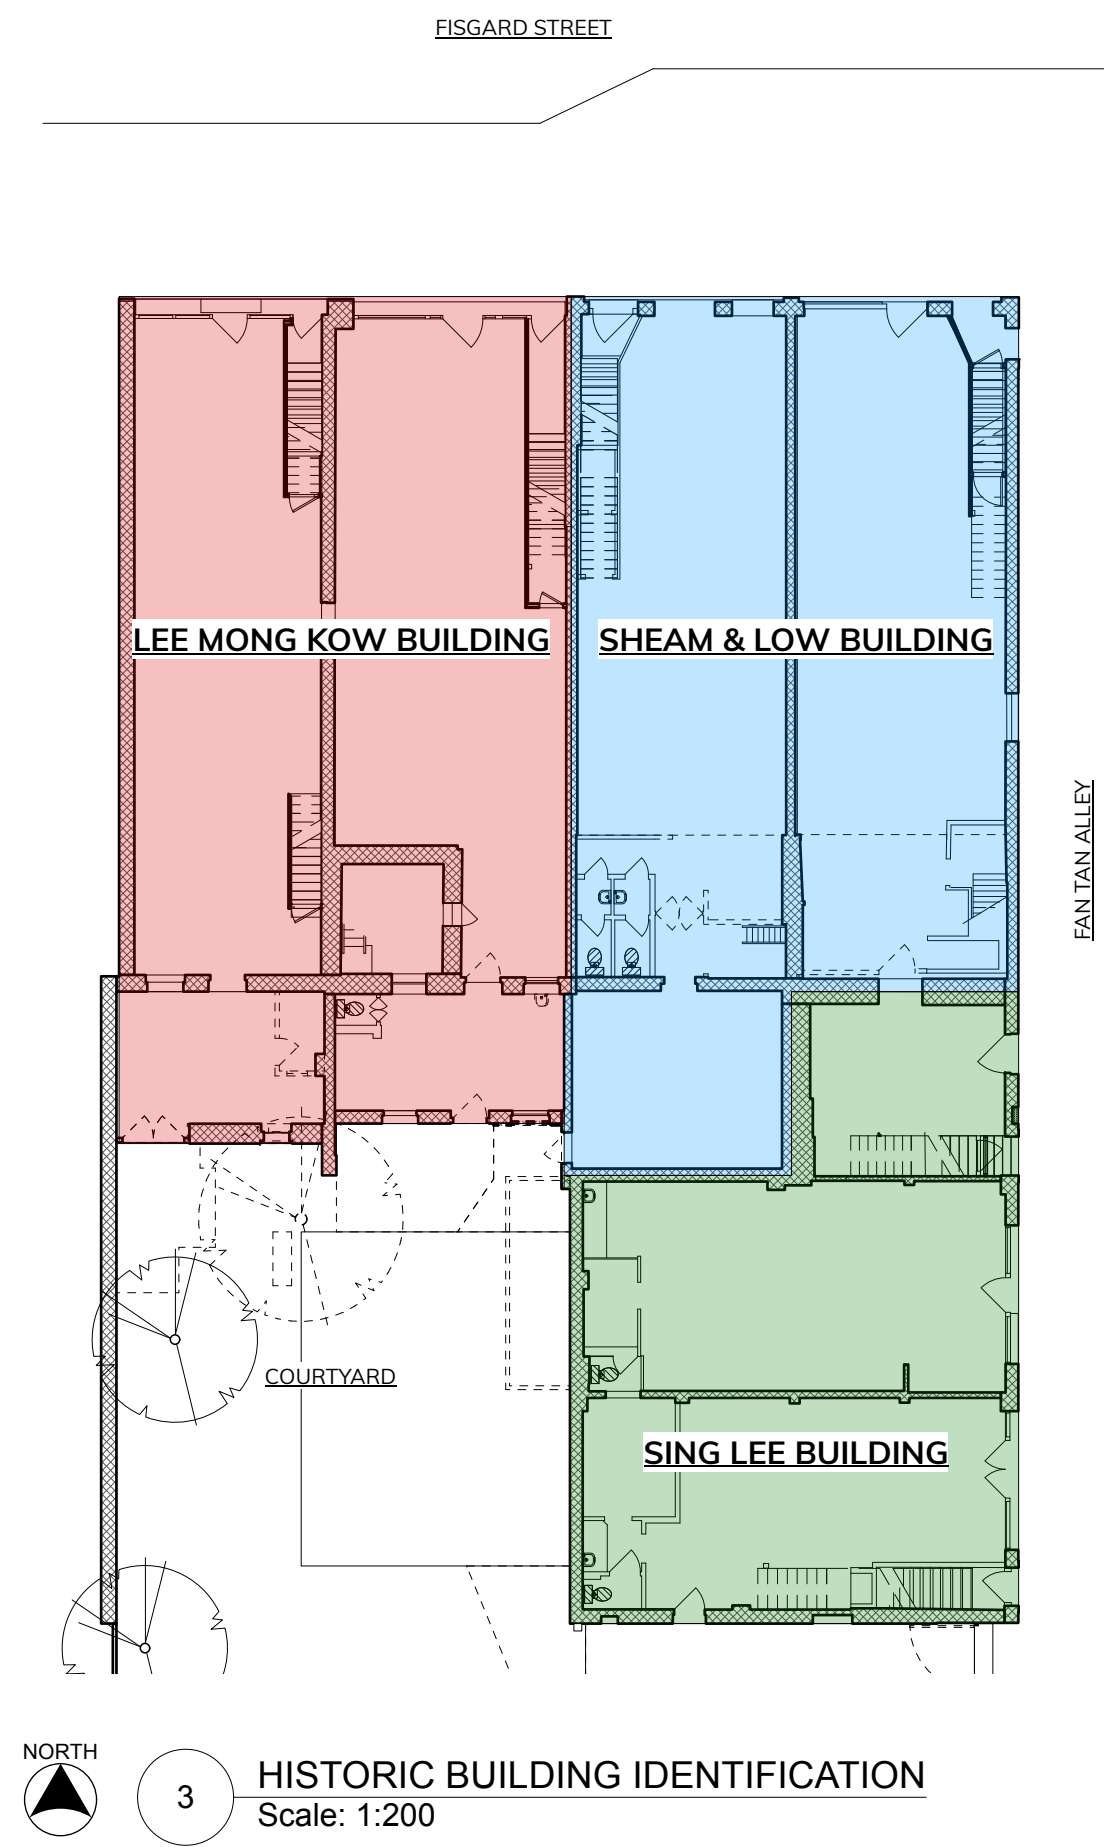 FISGARD STREET
LEE MONG KOW BUILDING
SHEAM & LOW BUILDING
FAN TAN ALLEY
COURTYARD
SING LEE BUILDING
NORTH
3
HISTORIC BUILDING IDENTIFICATION
Scale: 1:200